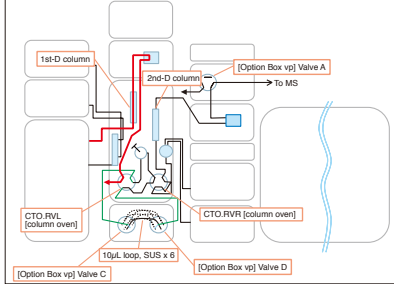 1st-D column
2nd-D column
[Option Box vp] Valve A
To MS
CTO.RVL
[column oven]
CTO.RVR [column oven]
10μL loop, SUS x 6
[Option Box vp] Valve C
[Option Box vp] Valve D